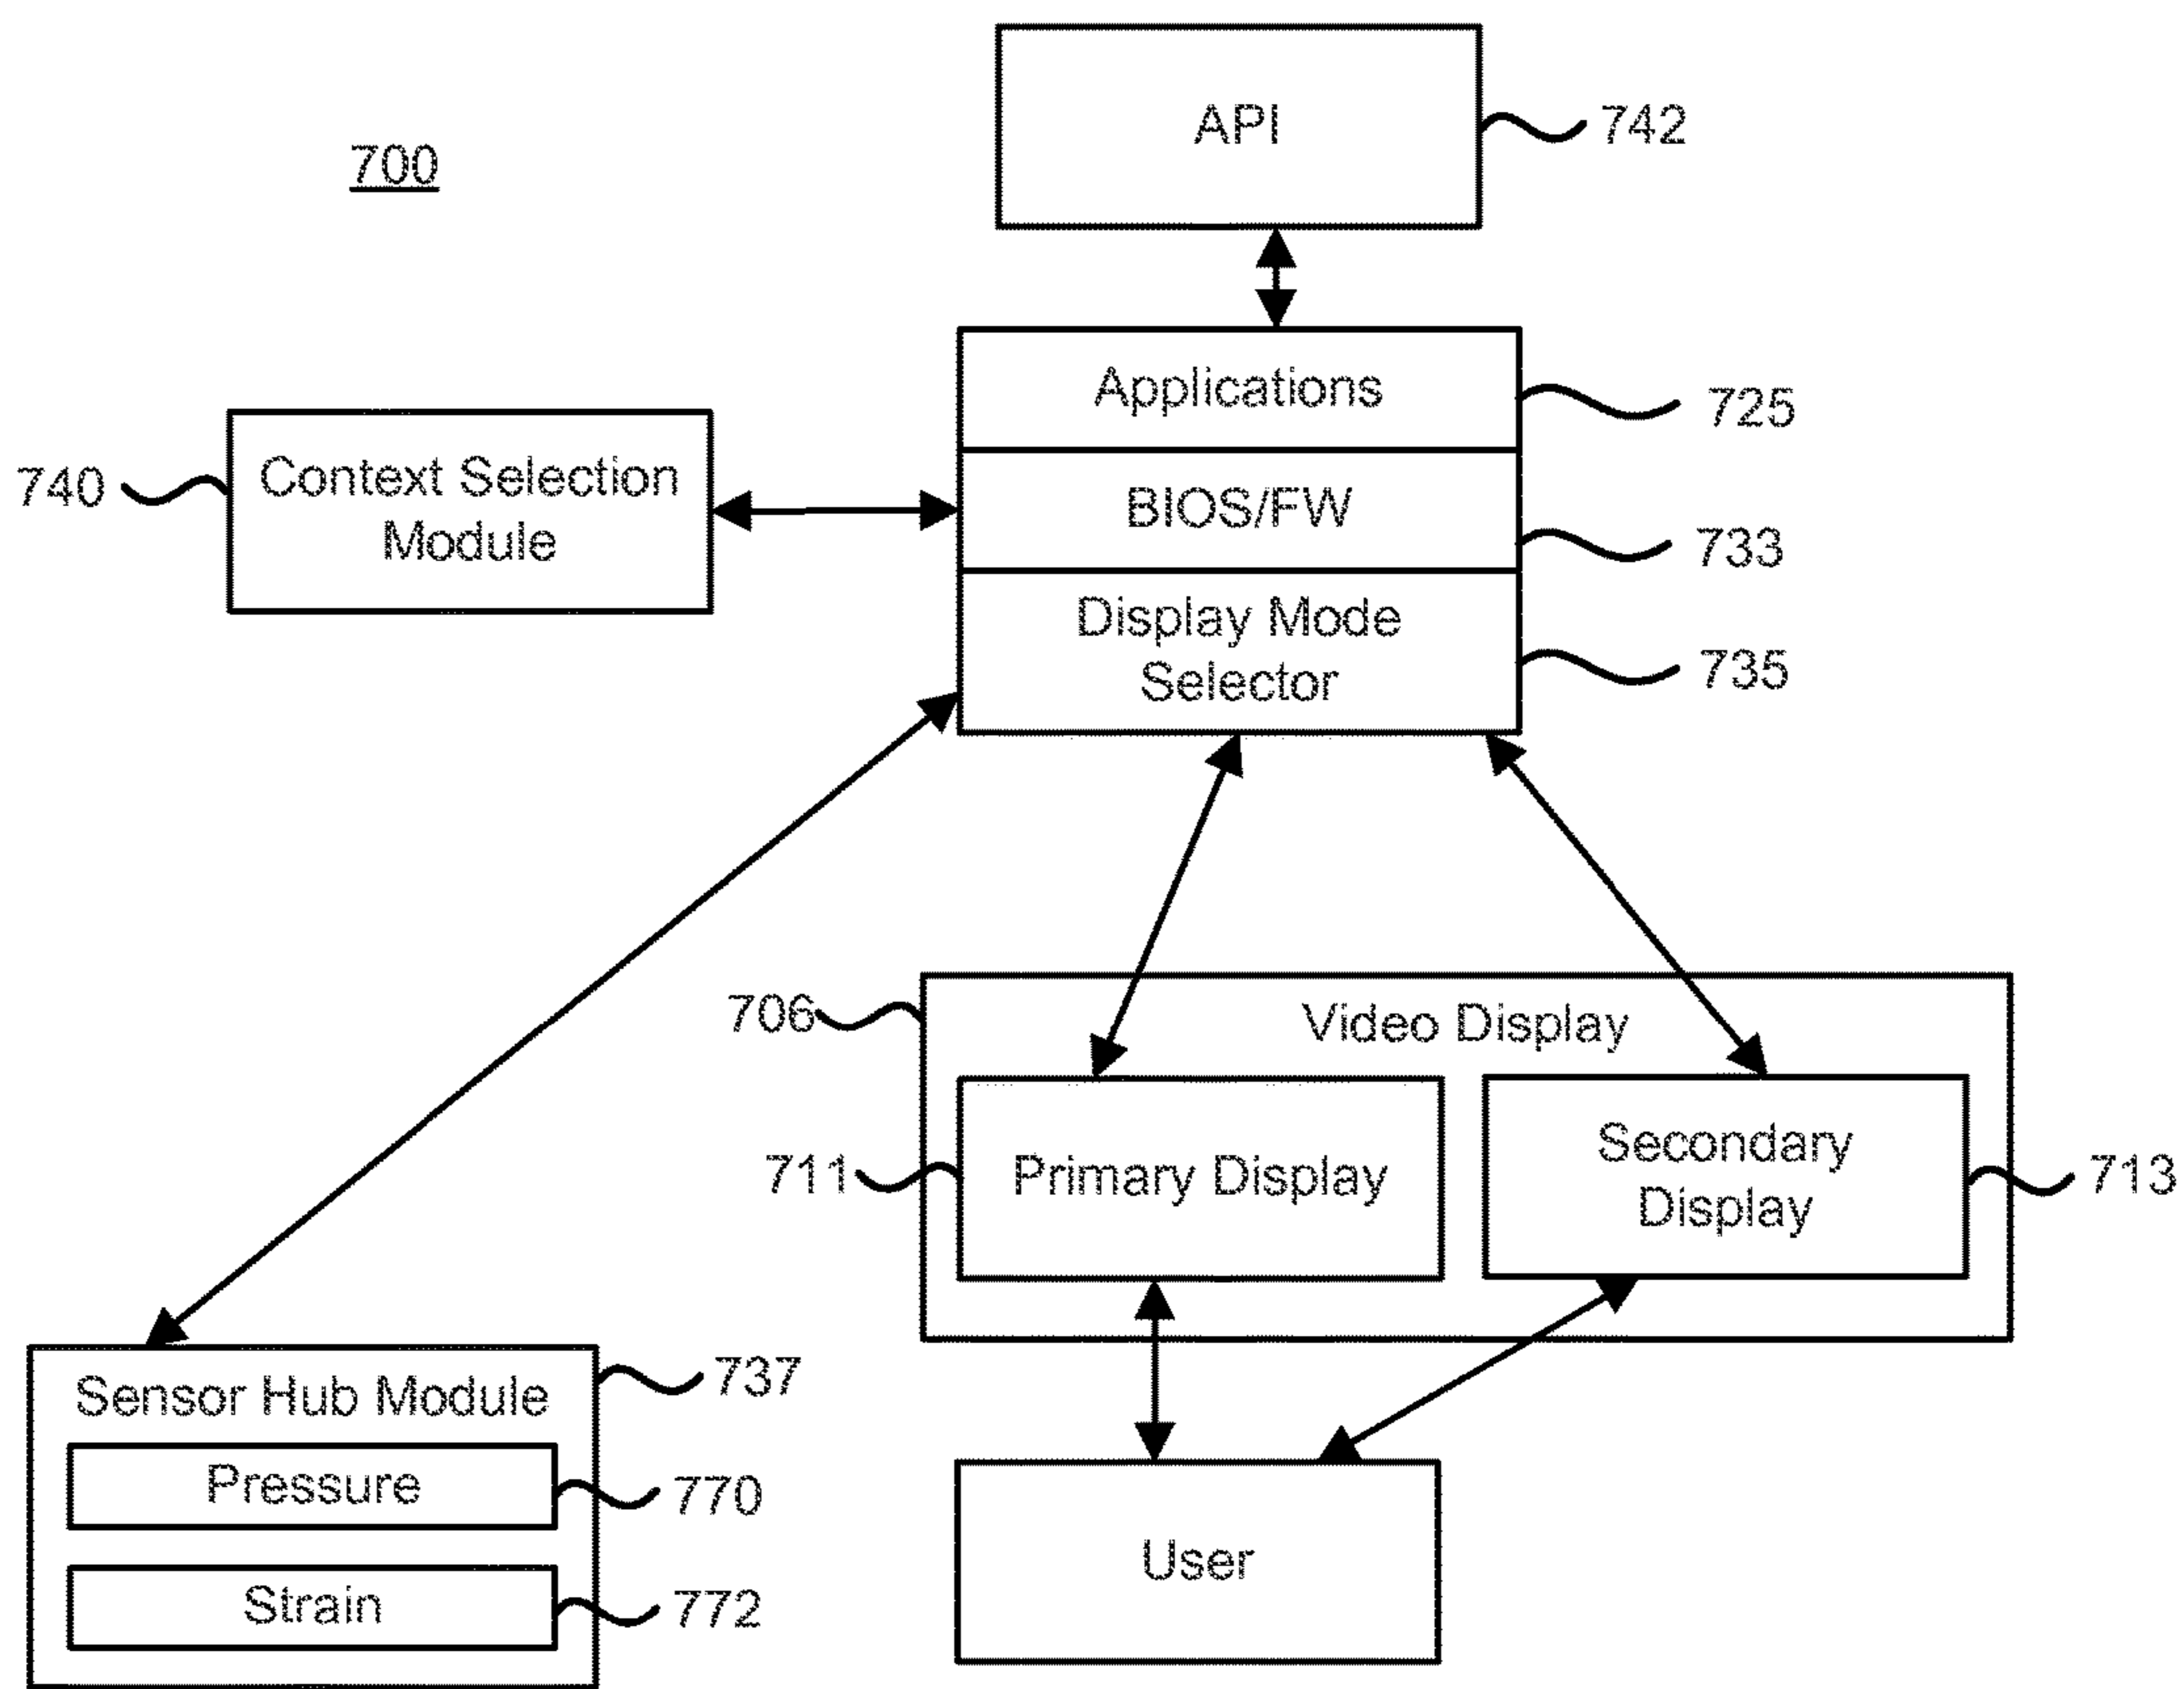 700
API
742
Applications
725
740
Context Selection
Module
BIOS/FW
733
Display Mode
Selector
735
706
Video Display
711
Primary Display
Secondary
Display
713
Sensor Hub Module
737
Pressure
770
Strain
772
User